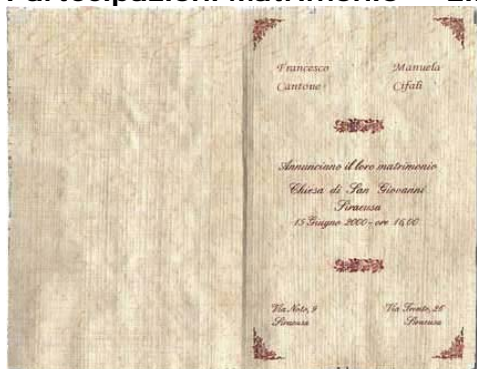 Partecipazioni Matrimonio
Francesco Manuela
Cantone Cifali
Annunciano il loro matrimonio
Chiesa di San Giovanni
Siracusa
15 Giugno 2000 - ore 16,00
Via Noto, 9 Via Trento, 26
Siracusa Siracusa